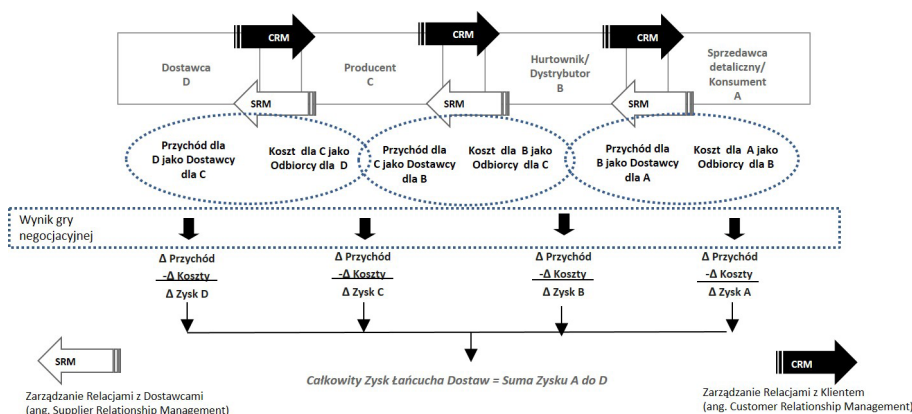 CRM
CRM
CRM
Dostawca
D
Producent
C
Hurtownik/
Dystrybutor
B
Sprzedawca
detaliczny/
Konsument
A
SRM
SRM
SRM
Przychód dla
D jako Dostawcy
dla C
Koszt dla C jako
Odbiorcy dla D
Przychód dla
C jako Dostawcy
dla B
Koszt dla B jako
Odbiorcy dla C
Przychód dla
B jako Dostawcy
dla A
Koszt dla A jako
Odbiorcy dla B
Wynik gry
negocjacyjnej
Δ Przychód
-Δ Koszty
Δ Zysk D
Δ Przychód
-Δ Koszty
Δ Zysk C
Δ Przychód
-Δ Koszty
Δ Zysk B
Δ Przychód
-Δ Koszty
Δ Zysk A
SRM
Zarządzanie Relacjami z Dostawcami
(ang. Supplier Relationship Management)
Całkowity Zysk Łańcucha Dostaw = Suma Zysku A do D
CRM
Zarządzanie Relacjami z Klientem
(ang. Customer Relationship Management)